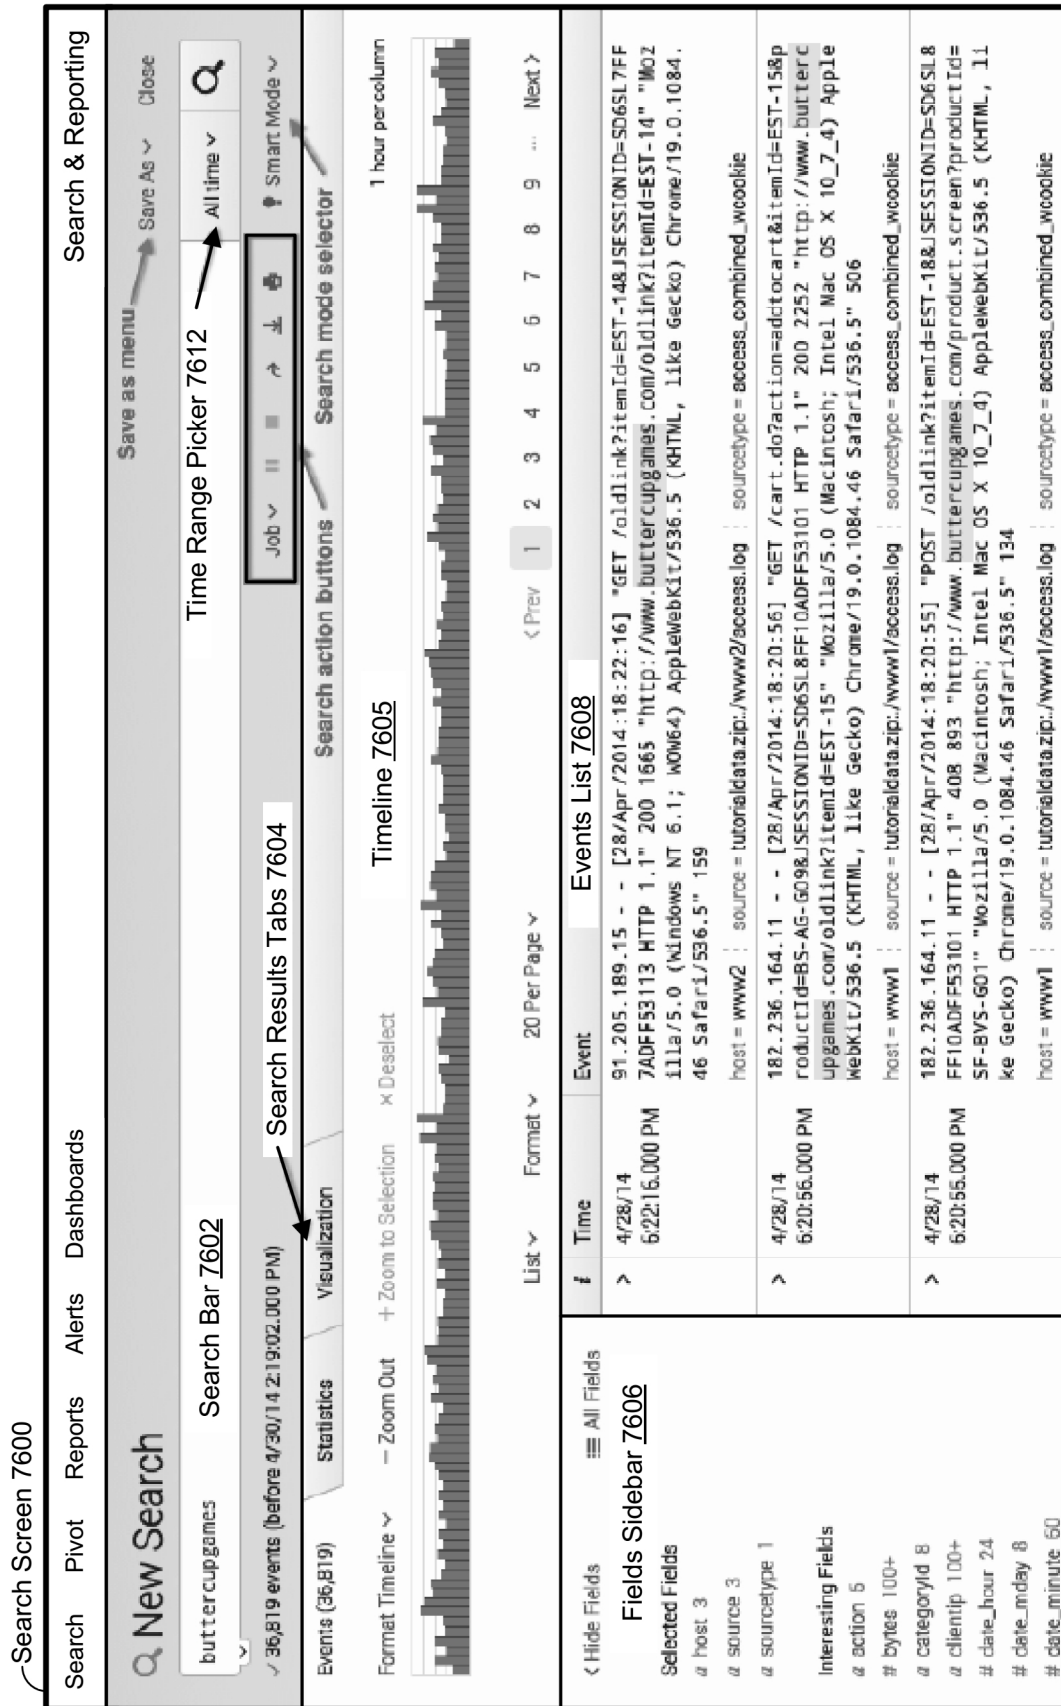 Search Screen 7600
Search Pivot Reports Alerts Dashboards Search & Reporting
New Search
Save as menu
Save As Close
buttercupgames
Search Bar 7602
Time Range Picker 7612
All time
✓ 36,819 events (before 4/30/14 2:19:02.000 PM)
Search Results Tabs 7604
Job
Smart Mode
Events (36,819) Statistics Visualization
Search action buttons
Search mode selector
Format Timeline — Zoom Out + Zoom to Selection × Deselect
Timeline 7605
1 hour per column
List Format 20 Per Page
< Prev 1 2 3 4 5 6 7 8 9 ... Next >
< Hide Fields All Fields
Fields Sidebar 7606
Selected Fields
a host 3
a source 3
a sourcetype 1
Interesting Fields
a action 5
# bytes 100+
a categoryId 8
a clientip 100+
# date_hour 24
# date_mday 8
# date_minute 60
# Time Event
Events List 7608
> 4/28/14
6:22:16.000 PM
91.205.189.15 - - [28/Apr/2014:18:22:16] "GET /oldlink?itemId=EST-14&JSESSIONID=SD6SL7FF
7ADFF53113 HTTP 1.1" 200 1665 "http://www.buttercupgames.com/oldlink?itemId=EST-14" "Moz
illa/5.0 (Windows NT 6.1; WOW64) AppleWebKit/536.5 (KHTML, like Gecko) Chrome/19.0.1084.
46 Safari/536.5" 159
host = www2 source = tutorialdata.zip:./www2/access.log sourcetype = access_combined_wcookie
> 4/28/14
6:20:56.000 PM
182.236.164.11 - - [28/Apr/2014:18:20:56] "GET /cart.do?action=addtocart&itemId=EST-15&p
roductId=BS-AG-G09&JSESSIONID=SD6SL8FF10ADFF53101 HTTP 1.1" 200 2252 "http://www.butterc
upgames.com/oldlink?itemId=EST-15" "Mozilla/5.0 (Macintosh; Intel Mac OS X 10_7_4) Apple
WebKit/536.5 (KHTML, like Gecko) Chrome/19.0.1084.46 Safari/536.5" 506
host = www1 source = tutorialdata.zip:./www1/access.log sourcetype = access_combined_wcookie
> 4/28/14
6:20:55.000 PM
182.236.164.11 - - [28/Apr/2014:18:20:55] "POST /oldlink?itemId=EST-18&JSESSIONID=SD6SL8
FF10ADFF53101 HTTP 1.1" 408 893 "http://www.buttercupgames.com/product.screen?productId=
SF-BVS-G01" "Mozilla/5.0 (Macintosh; Intel Mac OS X 10_7_4) AppleWebKit/536.5 (KHTML, li
ke Gecko) Chrome/19.0.1084.46 Safari/536.5" 134
host = www1 source = tutorialdata.zip:./www1/access.log sourcetype = access_combined_wcookie